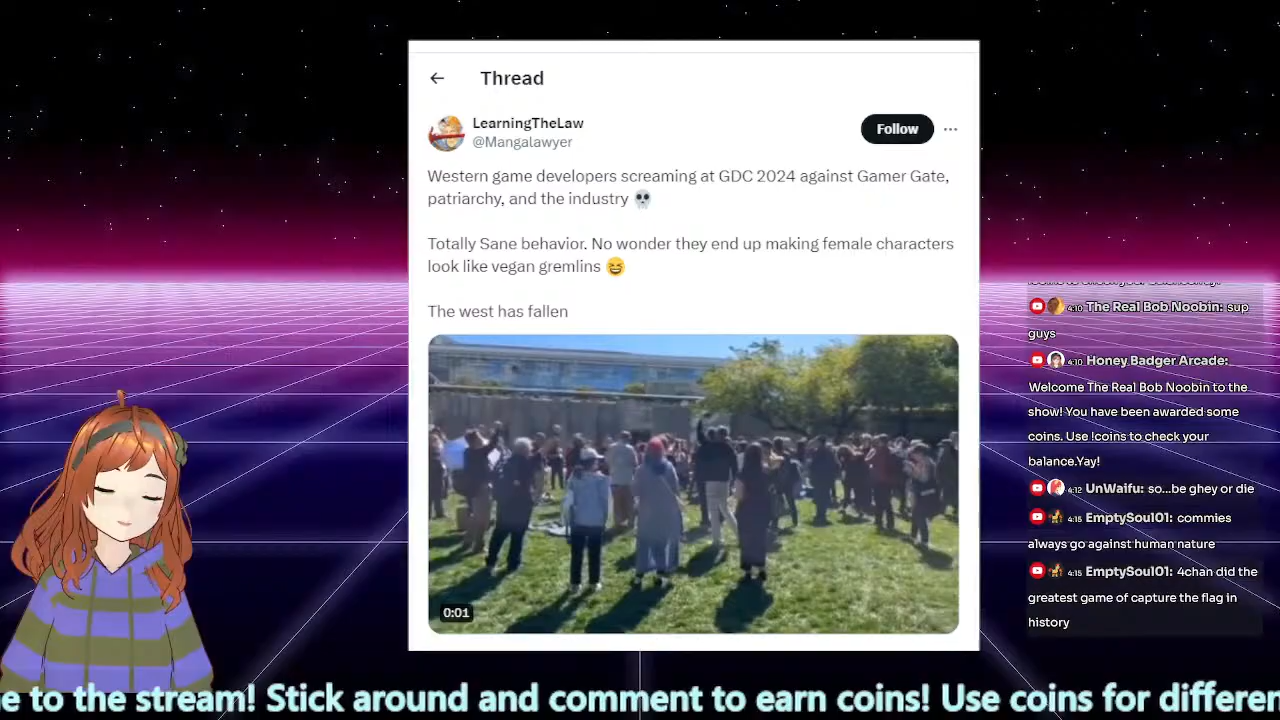 Thread
LearningTheLaw
@Mangalawyer
Follow
Western game developers screaming at GDC 2024 against Gamer Gate,
patriarchy, and the industry 💀
Totally Sane behavior. No wonder they end up making female characters
look like vegan gremlins 😆
The west has fallen
0:01
4:10 The Real Bob Noobin: sup
guys
4:10 Honey Badger Arcade:
Welcome The Real Bob Noobin to the
show! You have been awarded some
coins. Use !coins to check your
balance.Yay!
4:12 UnWaifu: so...be ghey or die
4:15 EmptySoul01: commies
always go against human nature
4:15 EmptySoul01: 4chan did the
greatest game of capture the flag in
history
e to the stream! Stick around and comment to earn coins! Use coins for differen